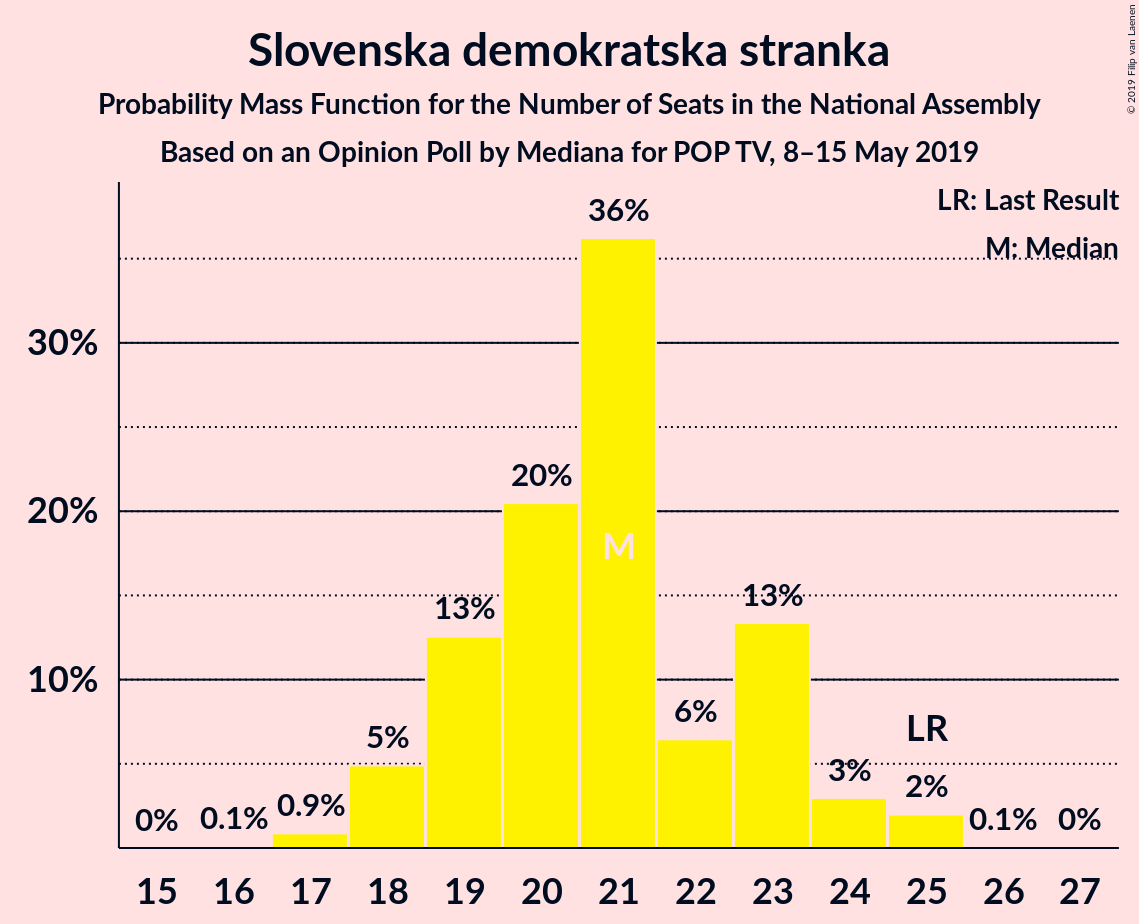 Slovenska demokratska stranka
Probability Mass Function for the Number of Seats in the National Assembly
Based on an Opinion Poll by Mediana for POP TV, 8–15 May 2019
© 2019 Filip van Laenen
LR: Last Result
M: Median
30%
20%
10%
0%
0.1%
0.9%
5%
13%
20%
36%
M
6%
13%
3%
LR
2%
0.1%
0%
15 16 17 18 19 20 21 22 23 24 25 26 27